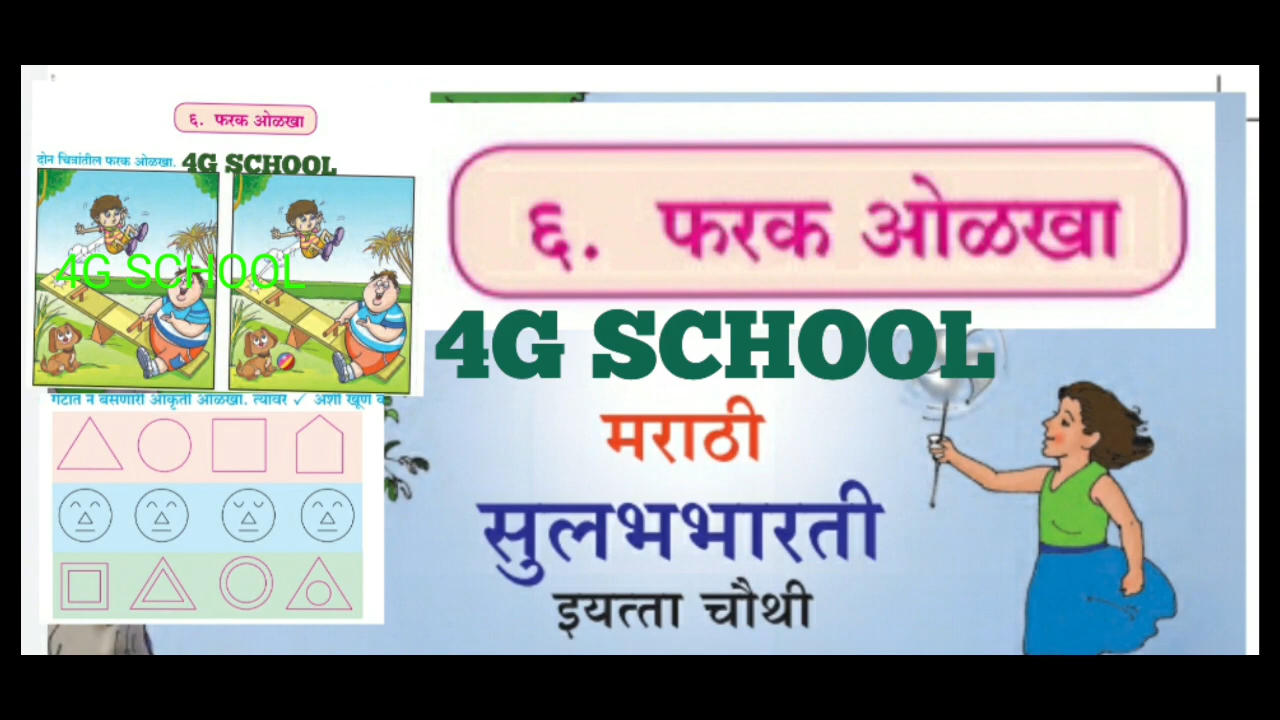 ६. फरक ओळखा
दोन चित्रांतील फरक ओळखा.
4G SCHOOL
4G SCHOOL
गटात न बसणारी आकृती ओळखा. त्यावर ✓ अशी खूण
६. फरक ओळखा
4G SCHOOL
मराठी
सुलभभारती
इयत्ता चौथी